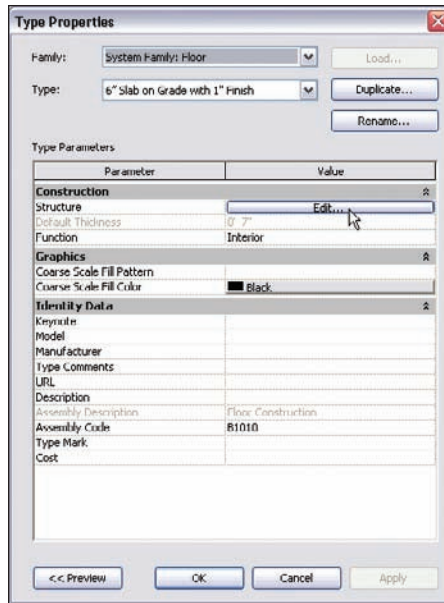 Type Properties
Family: System Family: Floor Load...
Type: 6" Slab on Grade with 1" Finish Duplicate...
Rename...
Type Parameters
Parameter Value
Construction
Structure Edit...
Default Thickness 0' 7"
Function Interior
Graphics
Coarse Scale Fill Pattern
Coarse Scale Fill Color Black
Identity Data
Keynote
Model
Manufacturer
Type Comments
URL
Description
Assembly Description Floor Construction
Assembly Code B1010
Type Mark
Cost
<< Preview OK Cancel Apply